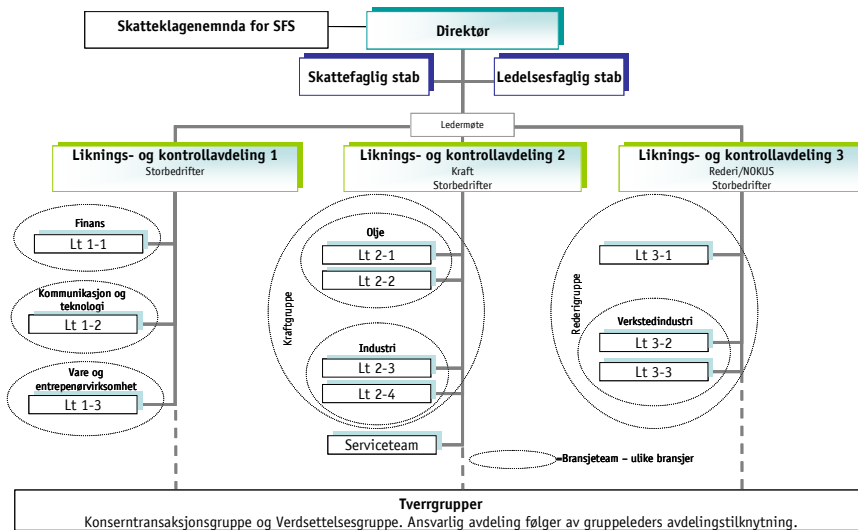 Skatteklagenemnda for SFS
Direktør
Skattefaglig stab
Ledelsesfaglig stab
Ledermøte
Liknings- og kontrollavdeling 1
Storbedrifter
Liknings- og kontrollavdeling 2
Kraft
Storbedrifter
Liknings- og kontrollavdeling 3
Rederi/NOKUS
Storbedrifter
Finans
Lt 1-1
Kommunikasjon og
teknologi
Lt 1-2
Vare og
entrepenørvirksomhet
Lt 1-3
Kraftgruppe
Olje
Lt 2-1
Lt 2-2
Industri
Lt 2-3
Lt 2-4
Serviceteam
Rederigruppe
Lt 3-1
Verkstedindustri
Lt 3-2
Lt 3-3
=Bransjeteam – ulike bransjer
Tverrgrupper
Konserntransaksjonsgruppe og Verdsettelsesgruppe. Ansvarlig avdeling følger av gruppeleders avdelingstilknytning.